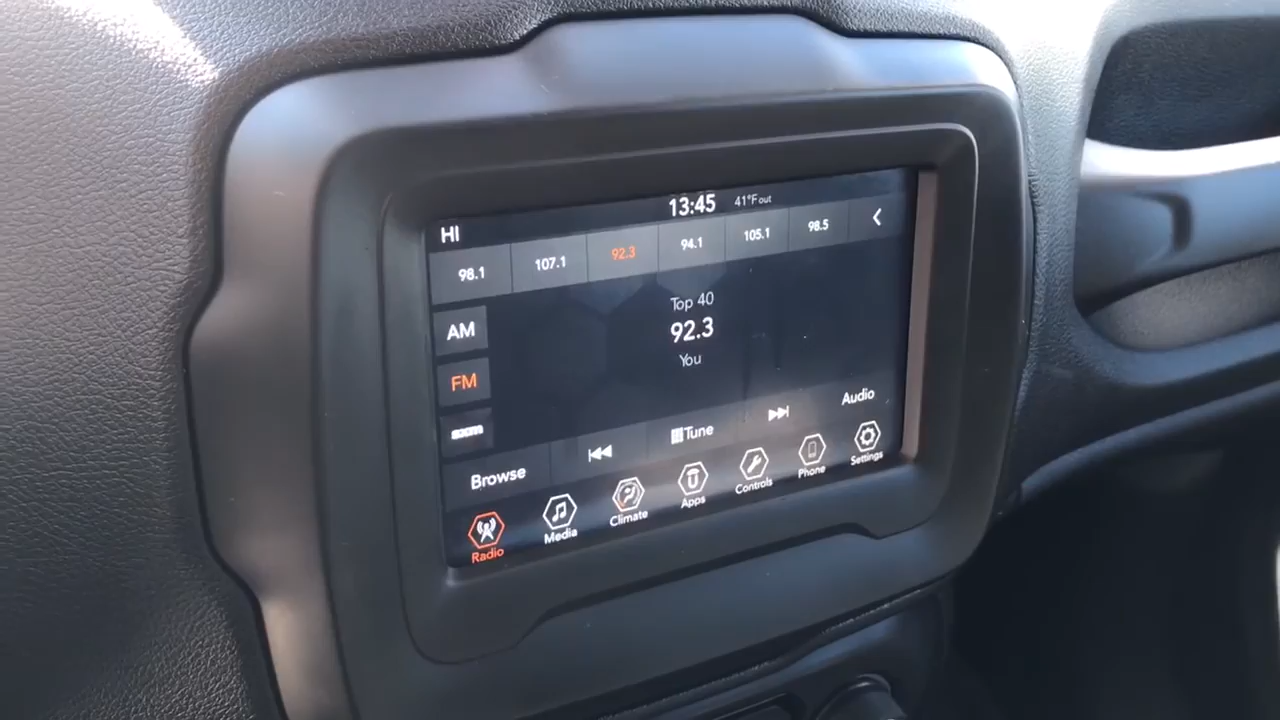 13:45 41°F out
HI
98.1 107.1 92.3 94.1 105.1 98.5
Top 40
AM
92.3
You
FM
Browse Tune Audio
Radio Media Climate Apps Controls Phone Settings